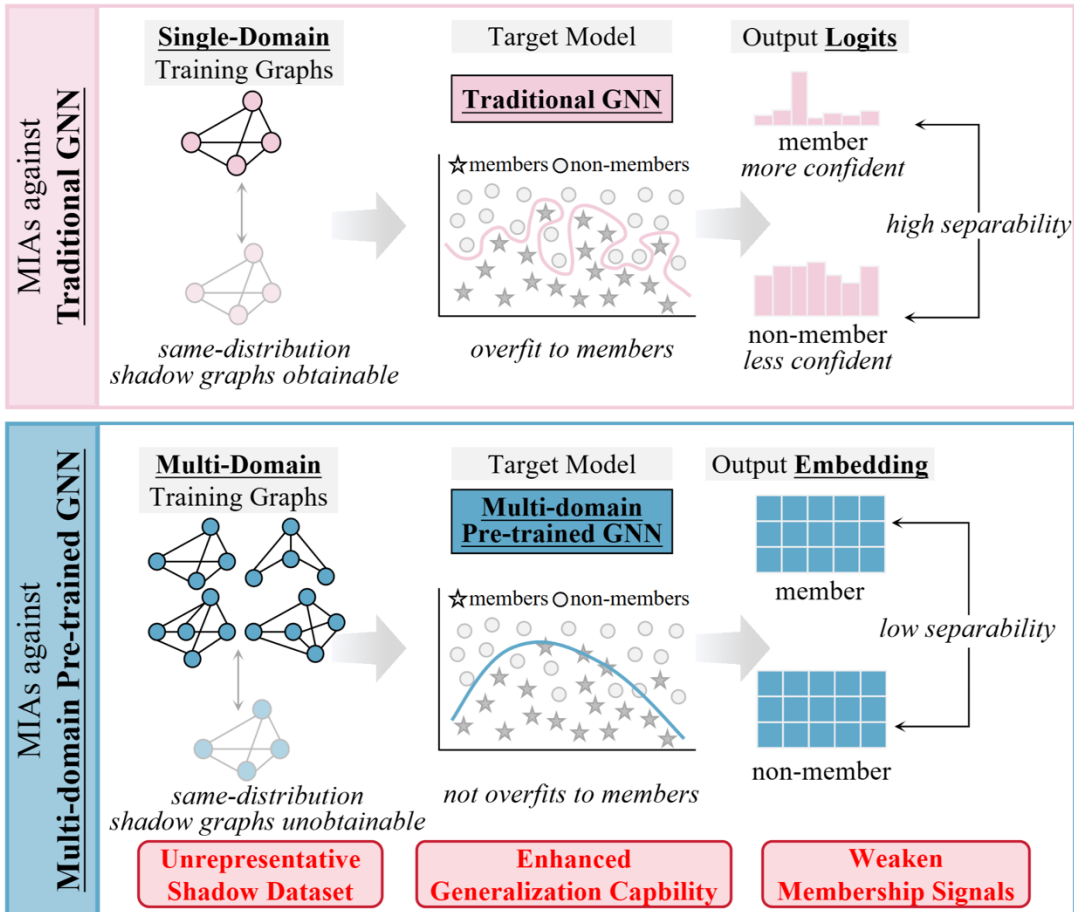 MIAs against
Traditional GNN
Single-Domain
Training Graphs
same-distribution
shadow graphs obtainable
Target Model
Traditional GNN
members non-members
overfit to members
Output Logits
member
more confident
high separability
non-member
less confident
MIAs against
Multi-domain Pre-trained GNN
Multi-Domain
Training Graphs
same-distribution
shadow graphs unobtainable
Target Model
Multi-domain
Pre-trained GNN
members non-members
not overfits to members
Output Embedding
member
low separability
non-member
Unrepresentative
Shadow Dataset
Enhanced
Generalization Capbility
Weaken
Membership Signals